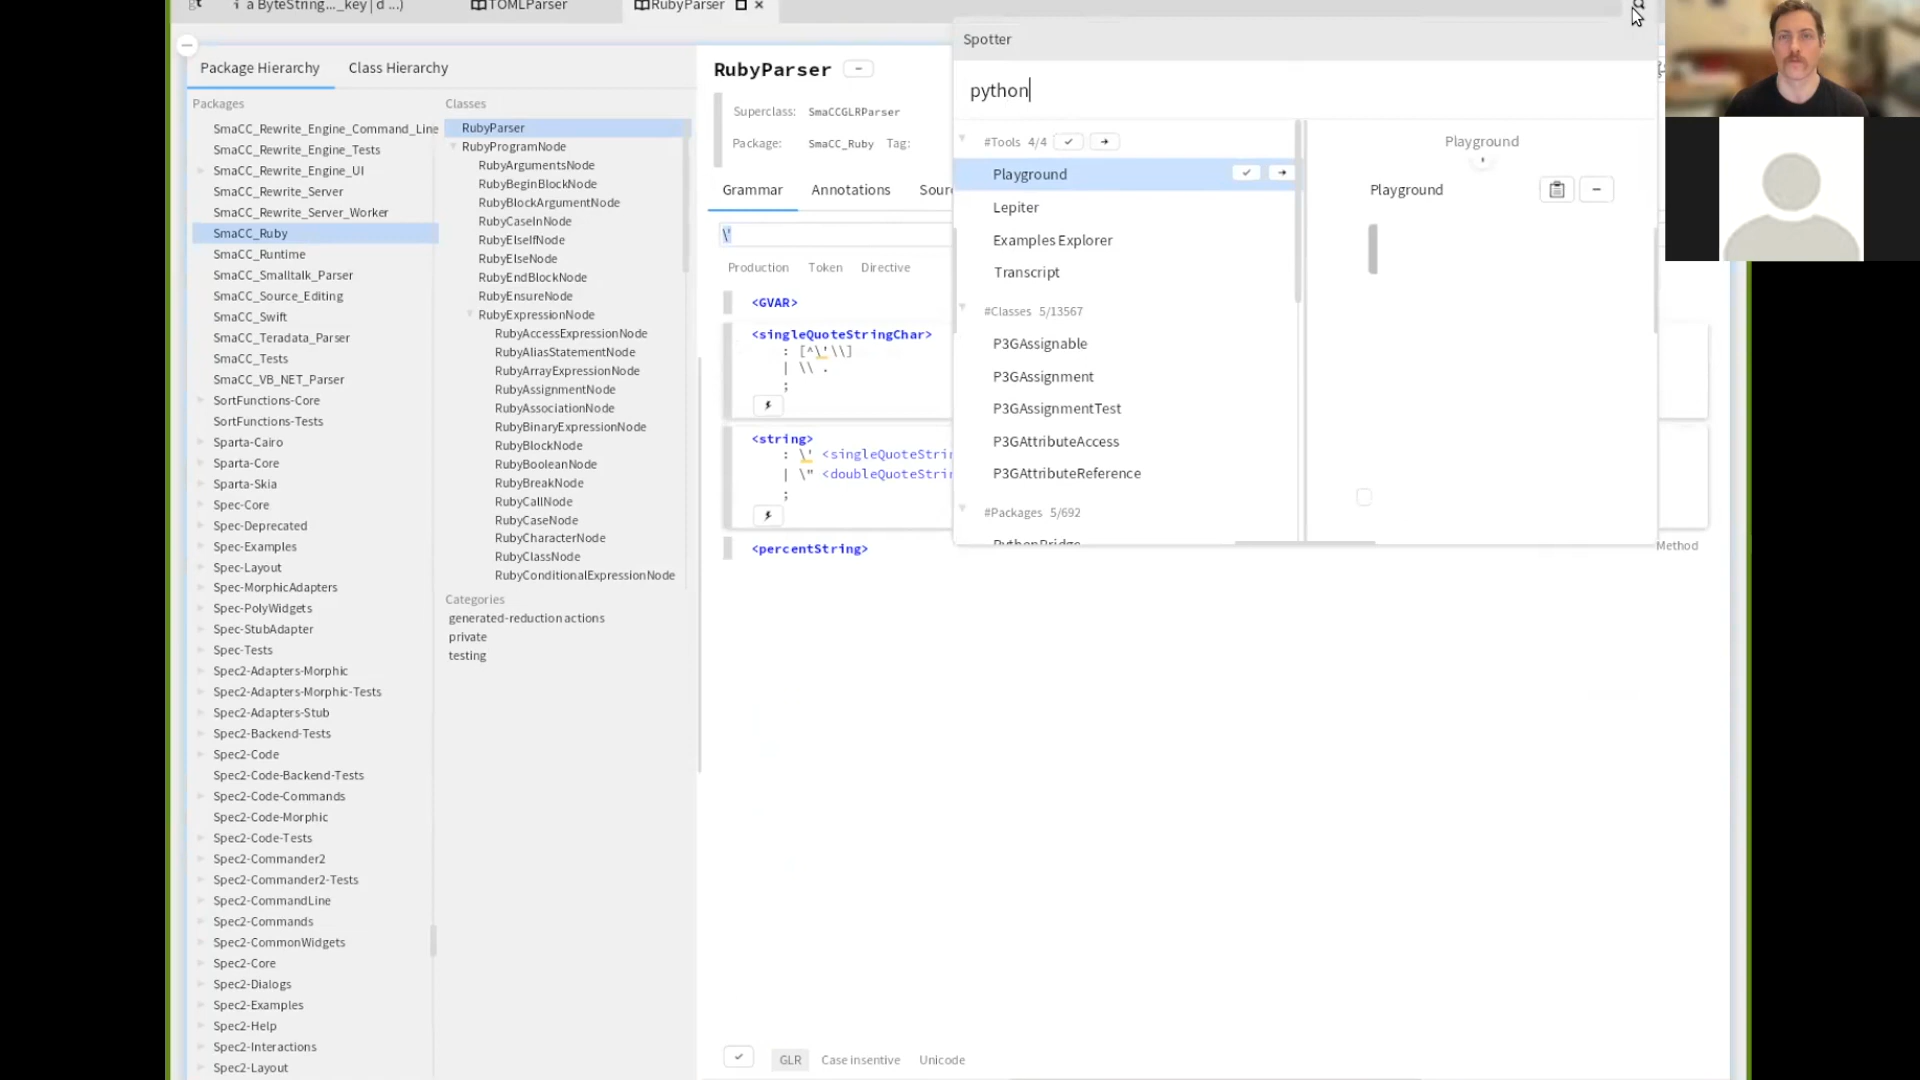 a ByteString..._key | d ...)
TOMLParser
RubyParser
Package Hierarchy
Class Hierarchy
Packages
SmaCC_Rewrite_Engine_Command_Line
SmaCC_Rewrite_Engine_Tests
SmaCC_Rewrite_Engine_UI
SmaCC_Rewrite_Server
SmaCC_Rewrite_Server_Worker
SmaCC_Ruby
SmaCC_Runtime
SmaCC_Smalltalk_Parser
SmaCC_Source_Editing
SmaCC_Swift
SmaCC_Teradata_Parser
SmaCC_Tests
SmaCC_VB_NET_Parser
SortFunctions-Core
SortFunctions-Tests
Sparta-Cairo
Sparta-Core
Sparta-Skia
Spec-Core
Spec-Deprecated
Spec-Examples
Spec-Layout
Spec-MorphicAdapters
Spec-PolyWidgets
Spec-StubAdapter
Spec-Tests
Spec2-Adapters-Morphic
Spec2-Adapters-Morphic-Tests
Spec2-Adapters-Stub
Spec2-Backend-Tests
Spec2-Code
Spec2-Code-Backend-Tests
Spec2-Code-Commands
Spec2-Code-Morphic
Spec2-Code-Tests
Spec2-Commander2
Spec2-Commander2-Tests
Spec2-CommandLine
Spec2-Commands
Spec2-CommonWidgets
Spec2-Core
Spec2-Dialogs
Spec2-Examples
Spec2-Help
Spec2-Interactions
Spec2-Layout
Classes
RubyParser
RubyProgramNode
RubyArgumentsNode
RubyBeginBlockNode
RubyBlockArgumentNode
RubyCaseInNode
RubyElseIfNode
RubyElseNode
RubyEndBlockNode
RubyEnsureNode
RubyExpressionNode
RubyAccessExpressionNode
RubyAliasStatementNode
RubyArrayExpressionNode
RubyAssignmentNode
RubyAssociationNode
RubyBinaryExpressionNode
RubyBlockNode
RubyBooleanNode
RubyBreakNode
RubyCallNode
RubyCaseNode
RubyCharacterNode
RubyClassNode
RubyConditionalExpressionNode
Categories
generated-reduction actions
private
testing
RubyParser
Superclass: SmaCCGLRParser
Package: SmaCC_Ruby Tag:
Grammar Annotations Sour
\'
Production Token Directive
<GVAR>
<singleQuoteStringChar>
: [^\'\\]
| \\ .
;
<string>
: \' <singleQuoteStrin
| \" <doubleQuoteStrin
;
<percentString>
GLR Case insentive Unicode
Spotter
python
#Tools 4/4
Playground
Lepiter
Examples Explorer
Transcript
#Classes 5/13567
P3GAssignable
P3GAssignment
P3GAssignmentTest
P3GAttributeAccess
P3GAttributeReference
#Packages 5/692
PythonBridge
Playground
Playground
Method